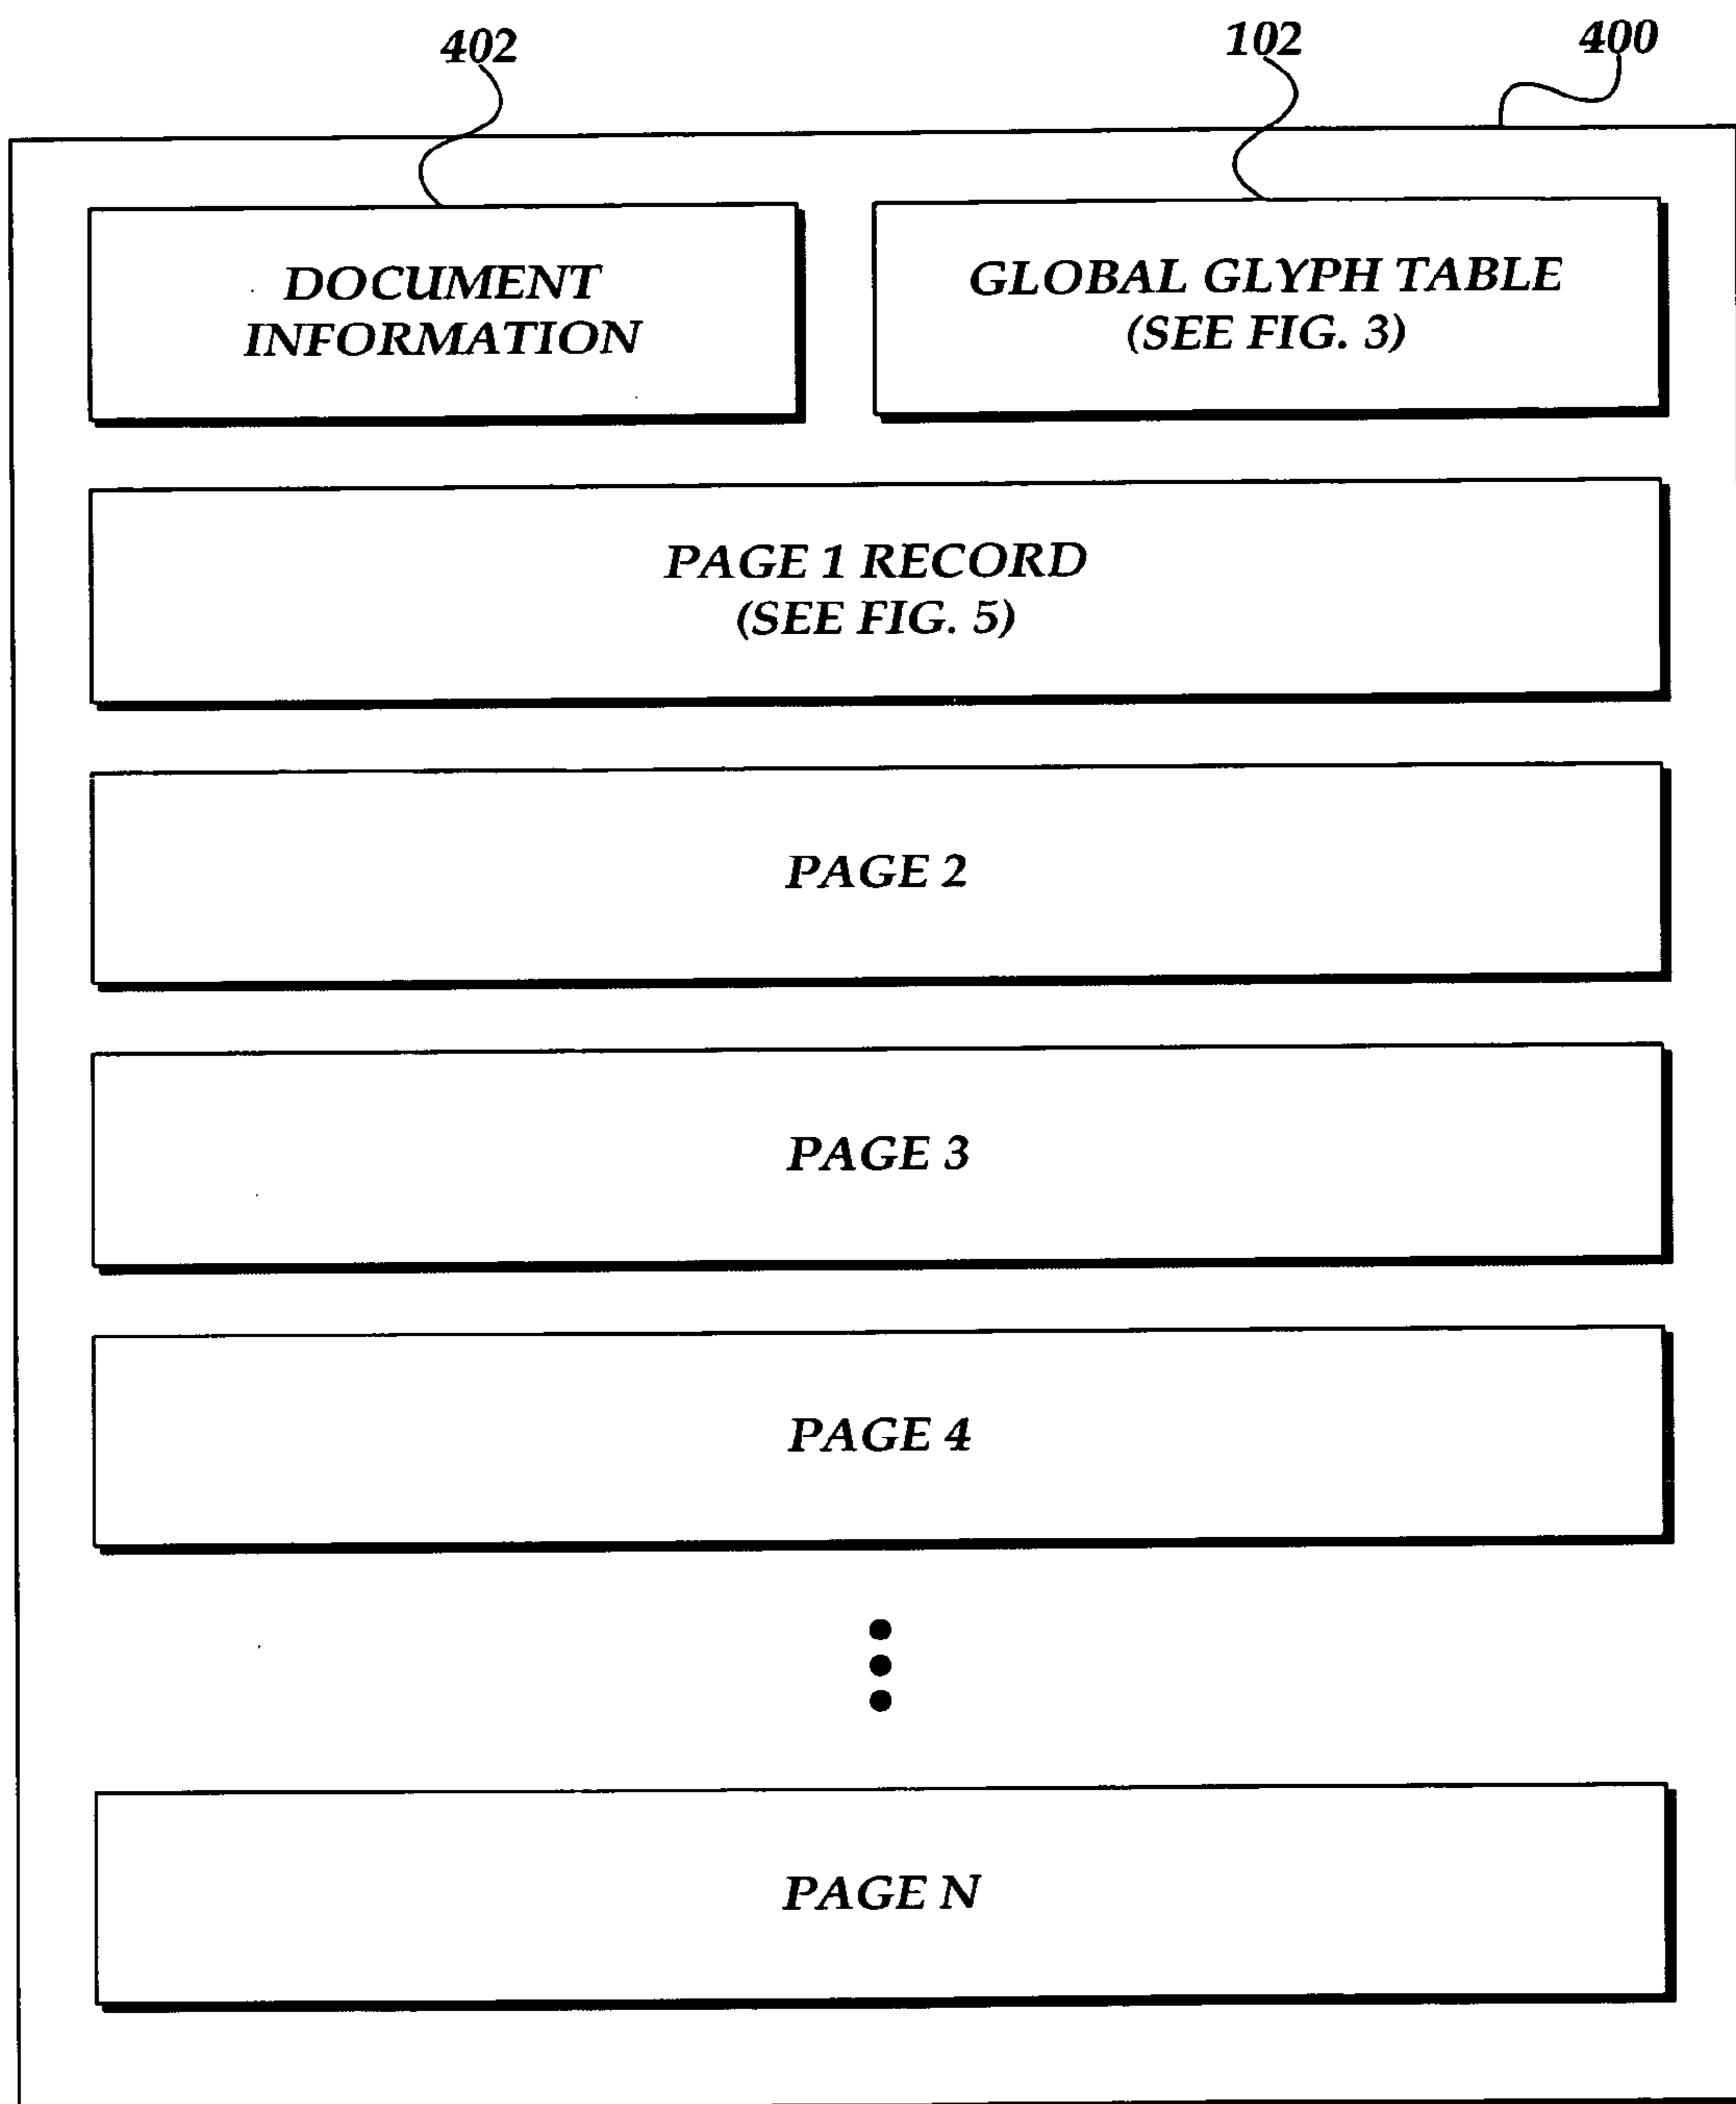 402 102 400
DOCUMENT
INFORMATION
GLOBAL GLYPH TABLE
(SEE FIG. 3)
PAGE 1 RECORD
(SEE FIG. 5)
PAGE 2
PAGE 3
PAGE 4
PAGE N